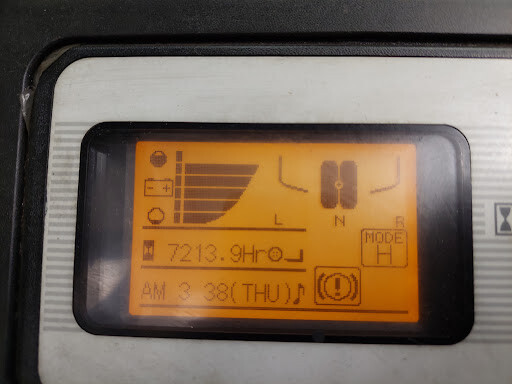 L N R
MODE
H
7213.9Hr
AM 3 38(THU)♪